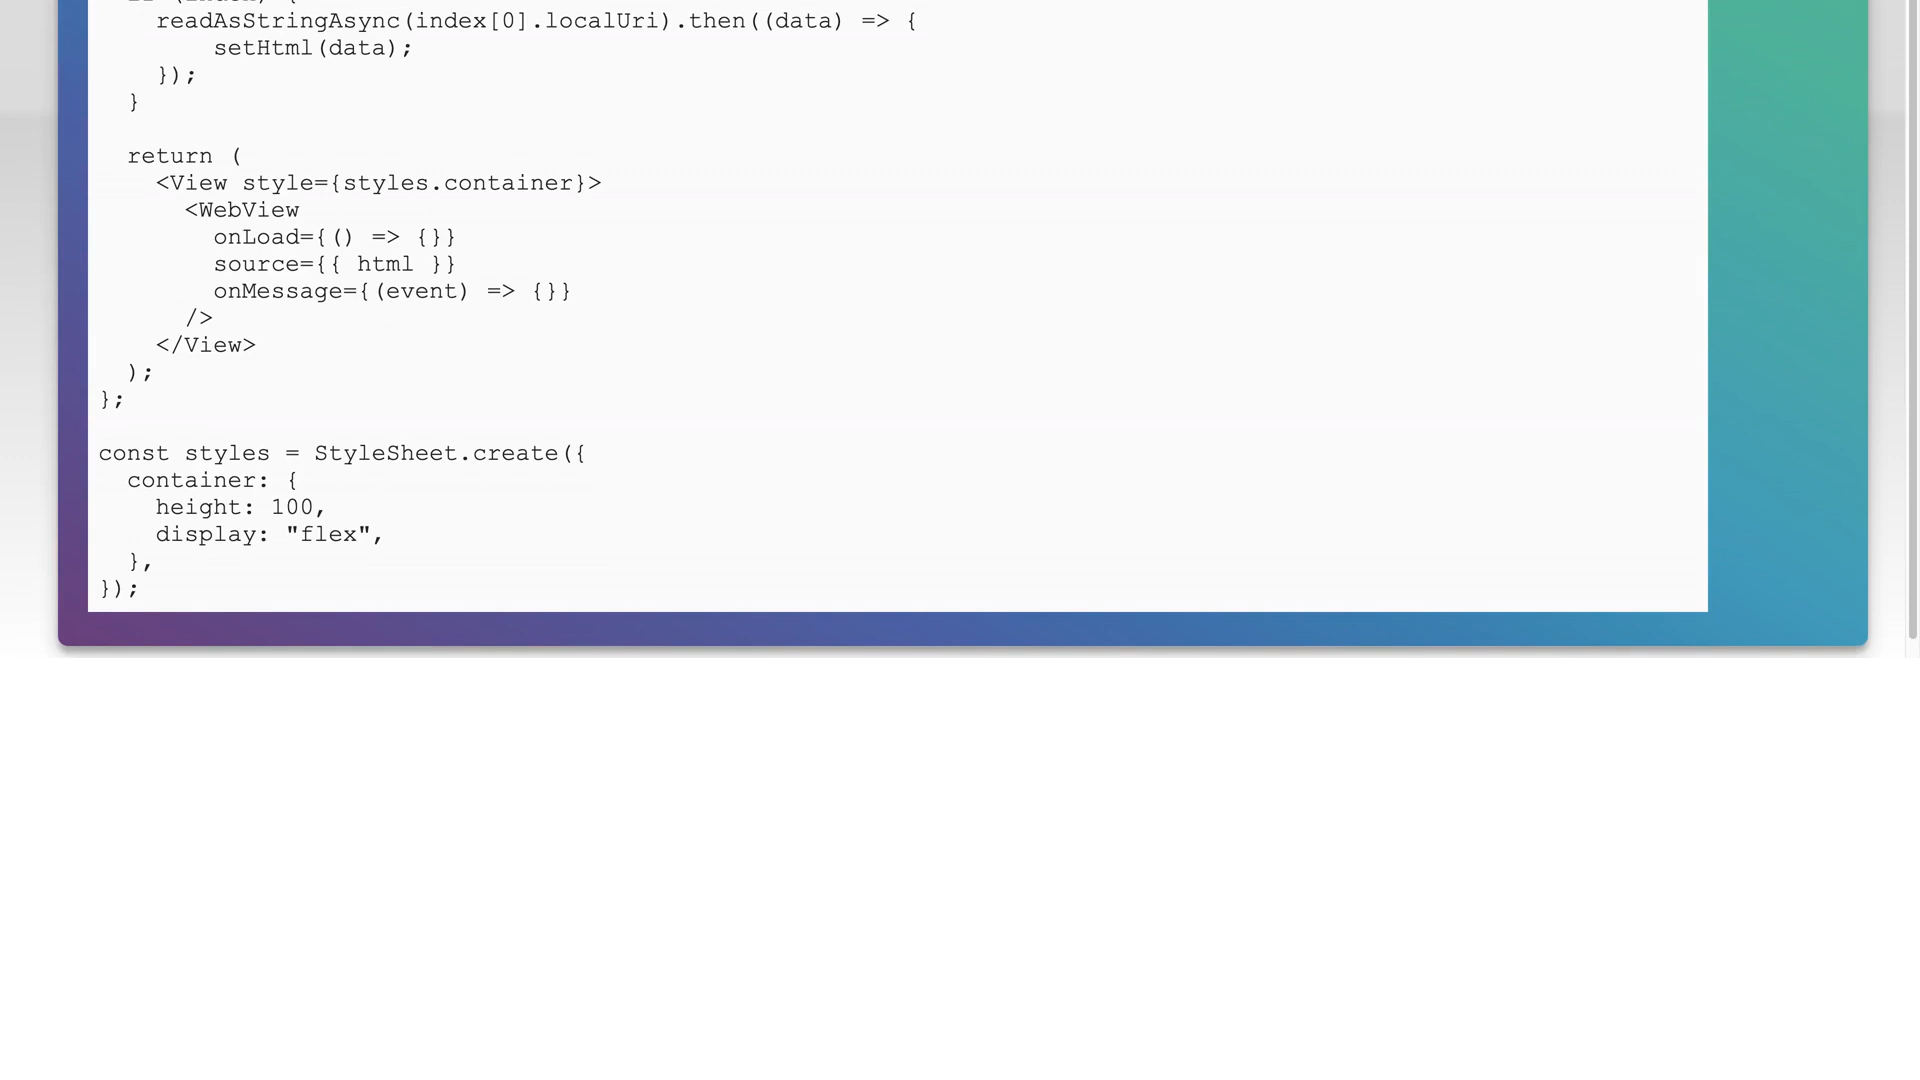 readAsStringAsync(index[0].localUri).then((data) => {
setHtml(data);
});
}
return (
<View style={styles.container}>
<WebView
onLoad={() => {}}
source={{ html }}
onMessage={(event) => {}}
/>
</View>
);
};
const styles = StyleSheet.create({
container: {
height: 100,
display: "flex",
},
});